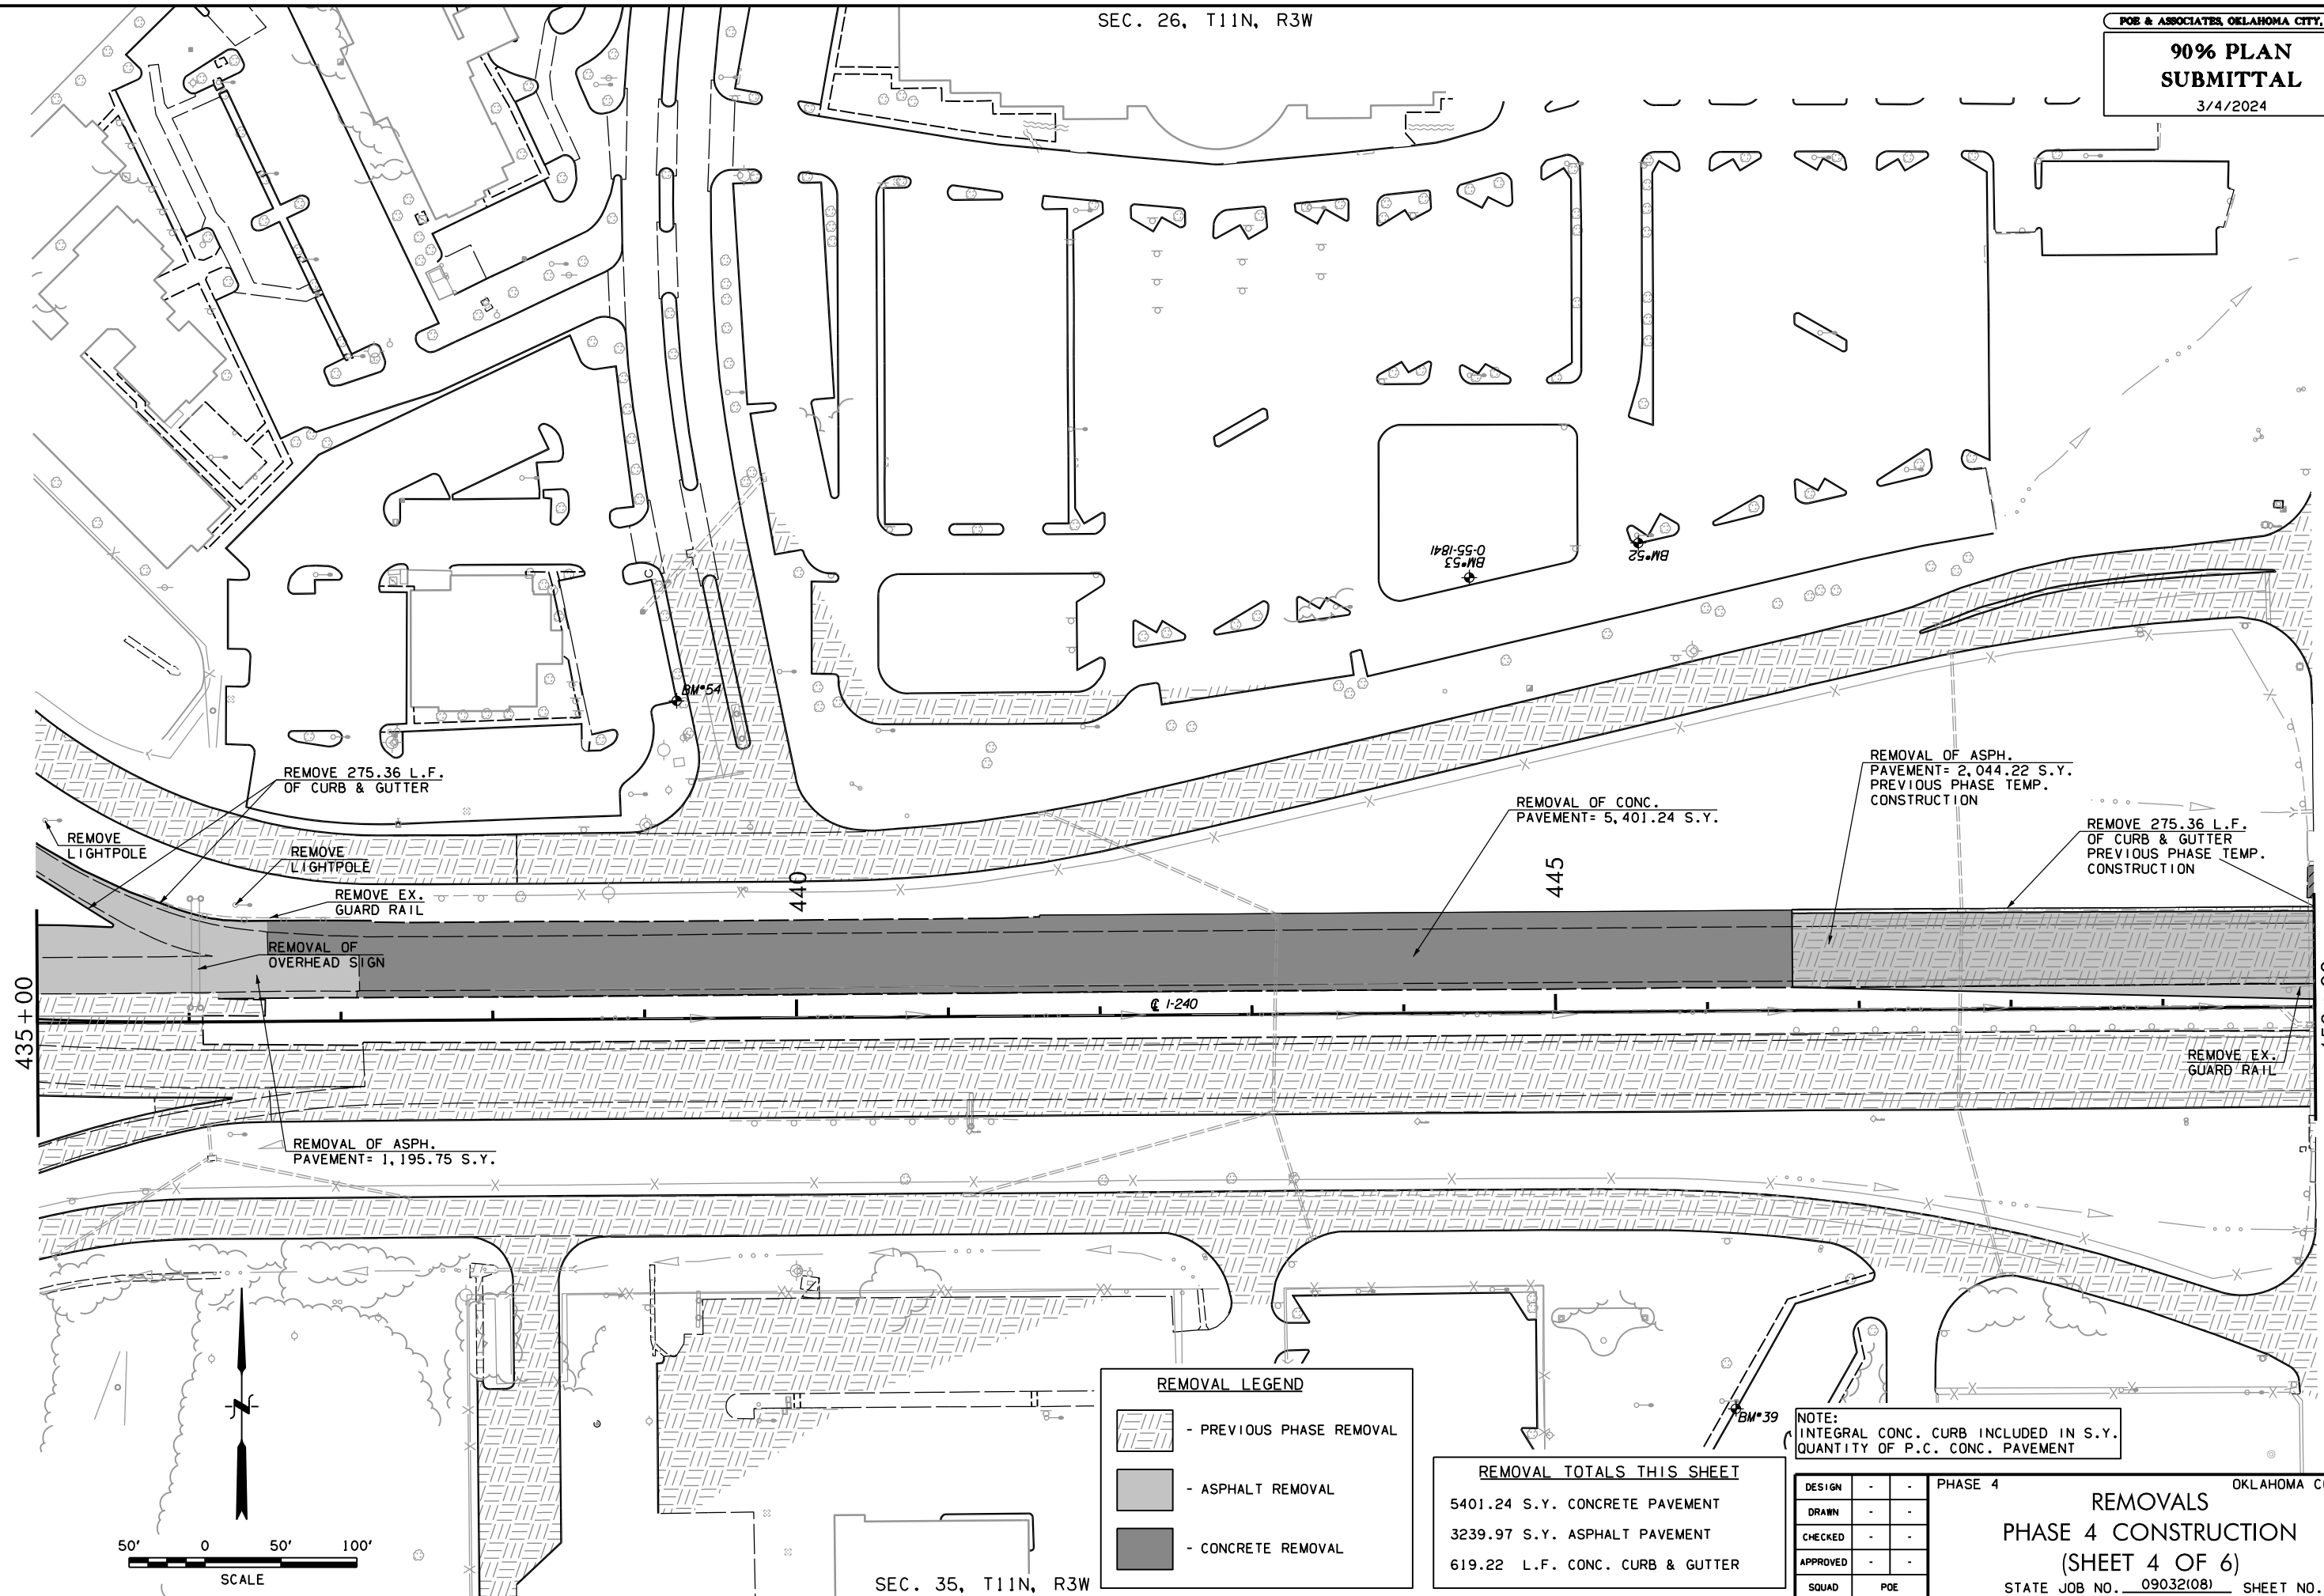 SEC. 26, T11N, R3W
POE & ASSOCIATES, OKLAHOMA CITY,
90% PLAN
SUBMITTAL
3/4/2024
0-55-1841
BM#53
BM#52
BM#54
REMOVE 275.36 L.F.
OF CURB & GUTTER
REMOVE
LIGHTPOLE
REMOVE
LIGHTPOLE
REMOVE EX.
GUARD RAIL
REMOVAL OF
OVERHEAD SIGN
REMOVAL OF CONC.
PAVEMENT= 5,401.24 S.Y.
REMOVAL OF ASPH.
PAVEMENT= 2,044.22 S.Y.
PREVIOUS PHASE TEMP.
CONSTRUCTION
REMOVE 275.36 L.F.
OF CURB & GUTTER
PREVIOUS PHASE TEMP.
CONSTRUCTION
440
445
435+00
℄ I-240
REMOVE EX.
GUARD RAIL
REMOVAL OF ASPH.
PAVEMENT= 1,195.75 S.Y.
BM#39
N
50' 0 50' 100'
SCALE
SEC. 35, T11N, R3W
REMOVAL LEGEND
- PREVIOUS PHASE REMOVAL
- ASPHALT REMOVAL
- CONCRETE REMOVAL
REMOVAL TOTALS THIS SHEET
5401.24 S.Y. CONCRETE PAVEMENT
3239.97 S.Y. ASPHALT PAVEMENT
619.22 L.F. CONC. CURB & GUTTER
NOTE:
INTEGRAL CONC. CURB INCLUDED IN S.Y.
QUANTITY OF P.C. CONC. PAVEMENT
DESIGN - -
DRAWN - -
CHECKED - -
APPROVED - -
SQUAD POE
PHASE 4 OKLAHOMA
REMOVALS
PHASE 4 CONSTRUCTION
(SHEET 4 OF 6)
STATE JOB NO. 09032(08) SHEET NO.